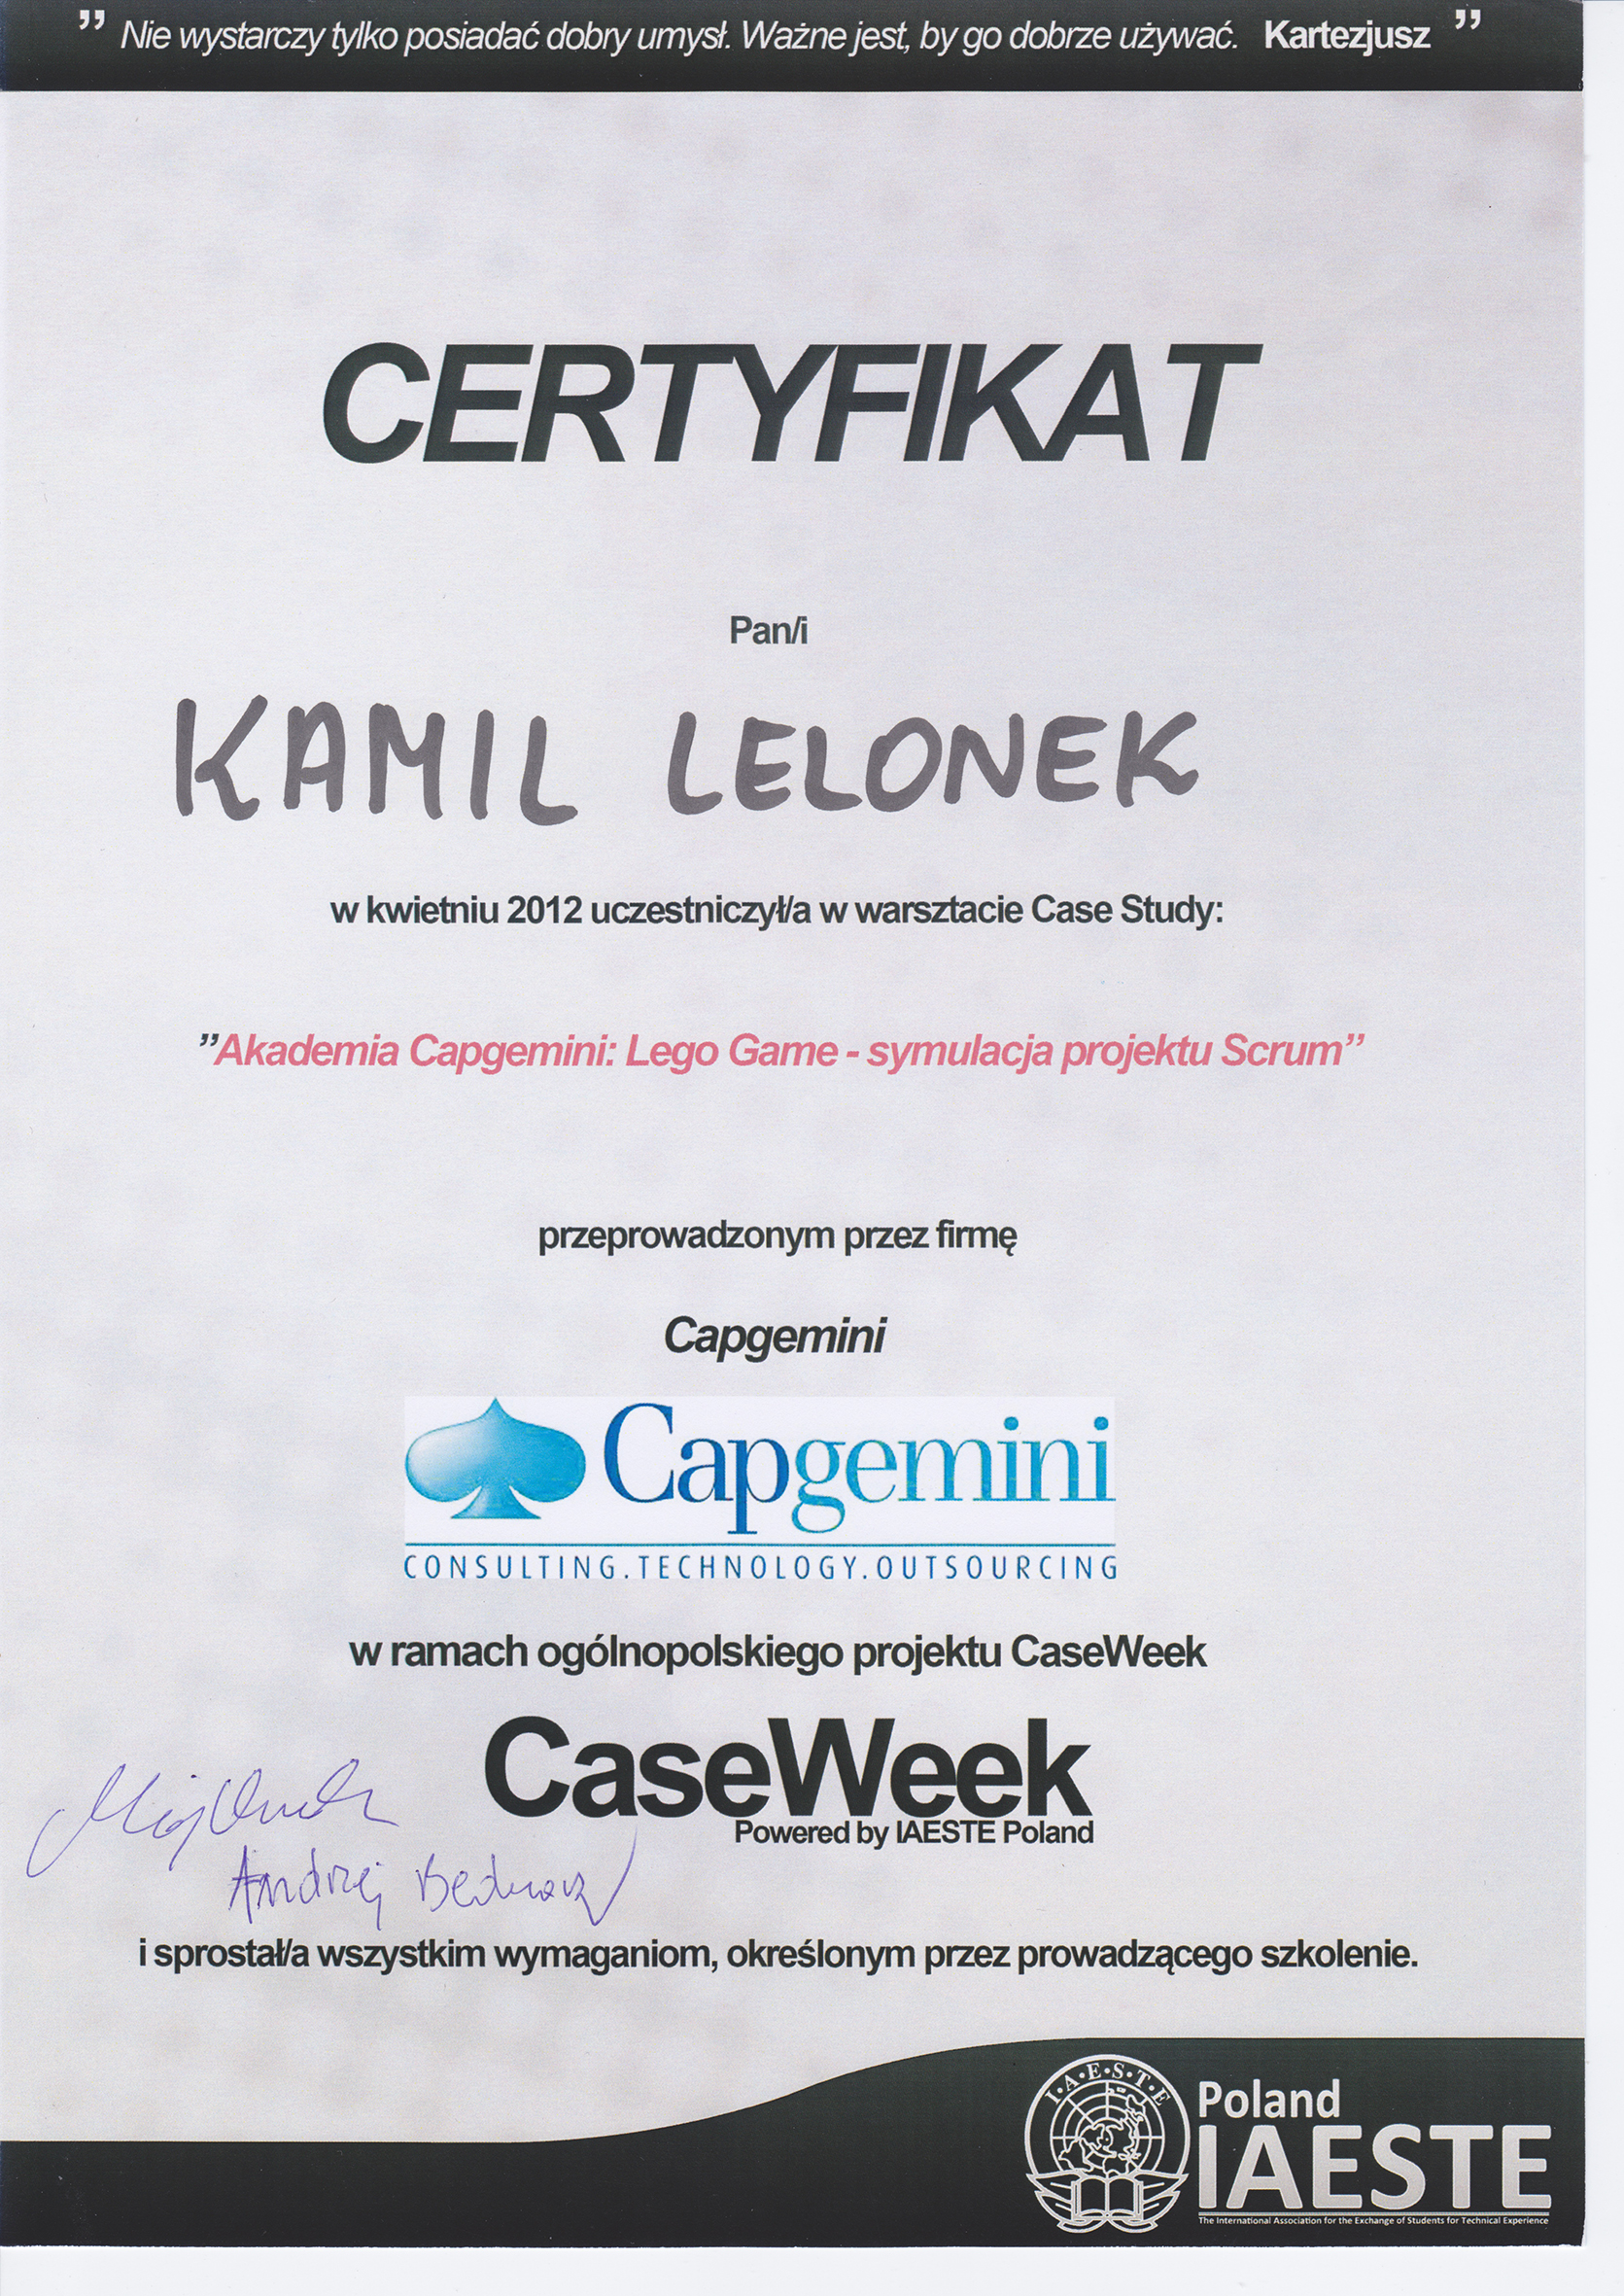 ” Nie wystarczy tylko posiadać dobry umysł. Ważne jest, by go dobrze używać. Kartezjusz ”
CERTYFIKAT
Pan/i
KAMIL LELONEK
w kwietniu 2012 uczestniczył/a w warsztacie Case Study:
”Akademia Capgemini: Lego Game - symulacja projektu Scrum”
przeprowadzonym przez firmę
Capgemini
Capgemini
CONSULTING.TECHNOLOGY.OUTSOURCING
w ramach ogólnopolskiego projektu CaseWeek
CaseWeek
Powered by IAESTE Poland
Andrzej Bednarz
i sprostał/a wszystkim wymaganiom, określonym przez prowadzącego szkolenie.
I.A.E.S.T.E
Poland
IAESTE
The International Association for the Exchange of Students for Technical Experience